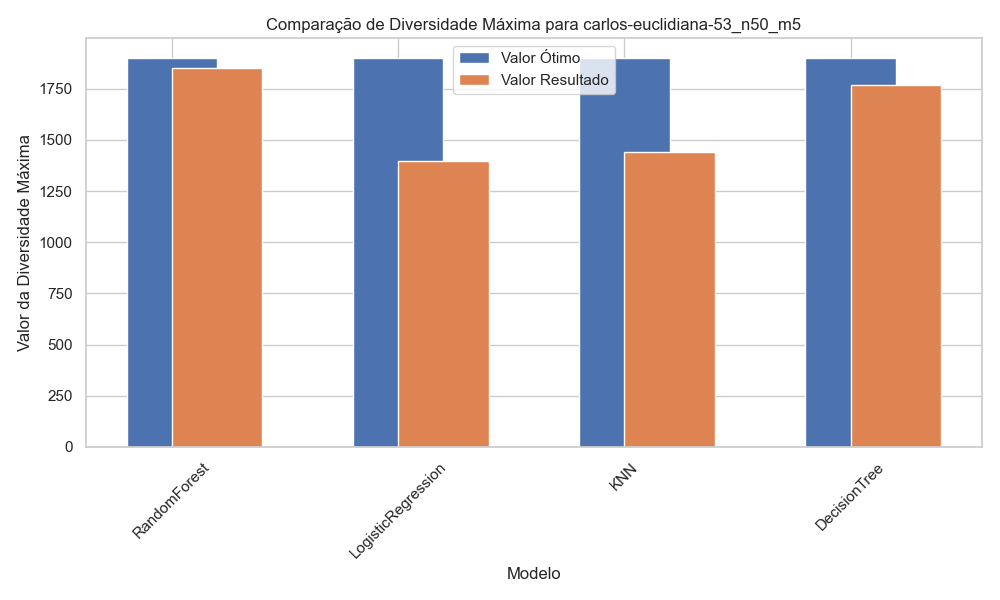 Comparação de Diversidade Máxima para carlos-euclidiana-53_n50_m5
Valor Ótimo
Valor Resultado
Valor da Diversidade Máxima
1750
1500
1250
1000
750
500
250
0
RandomForest
LogisticRegression
KNN
DecisionTree
Modelo